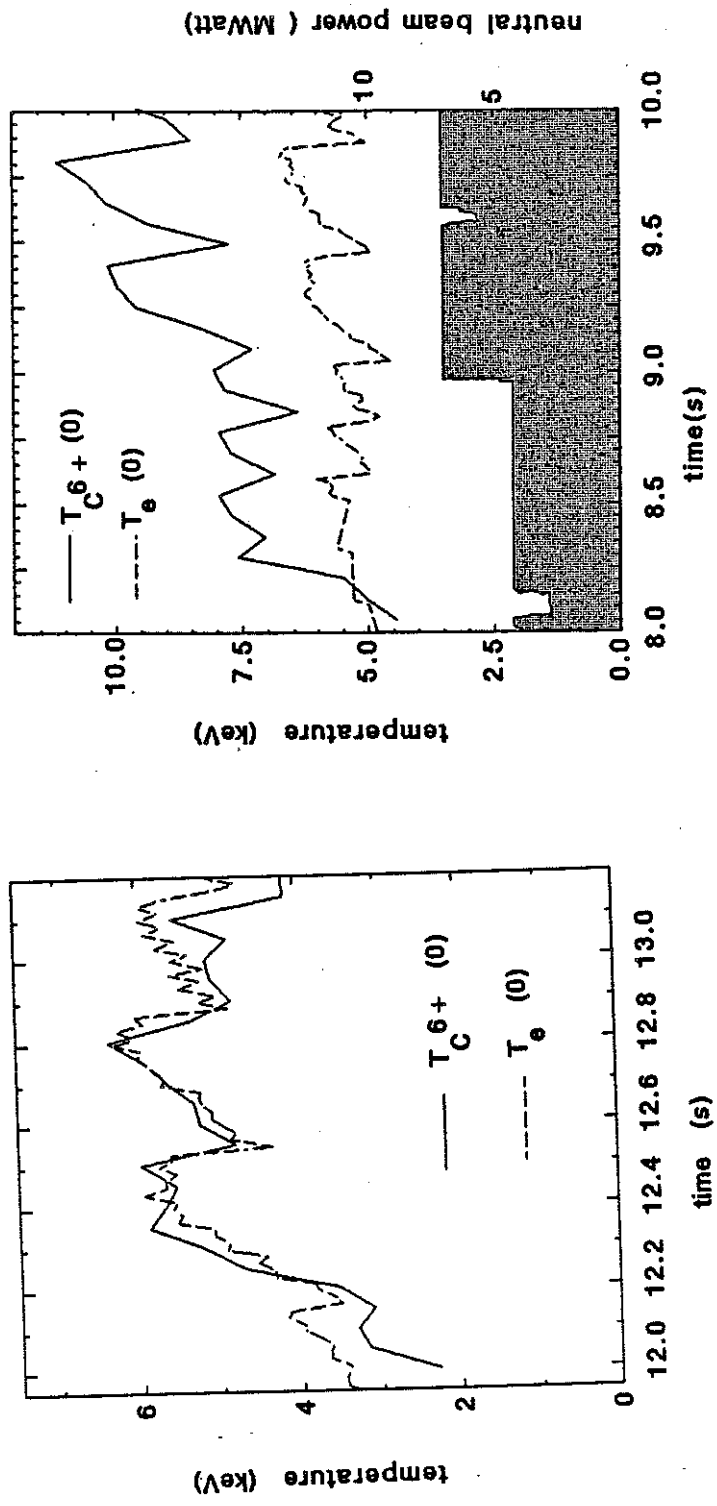 temperature (keV)
6
4
2
0
12.0
12.2
12.4
12.6
12.8
13.0
time (s)
T_C 6+ (0)
T_e (0)
temperature (keV)
10.0
7.5
5.0
2.5
0.0
8.0
8.5
9.0
9.5
10.0
time(s)
T_C 6+ (0)
T_e (0)
10
5
neutral beam power ( MWatt)